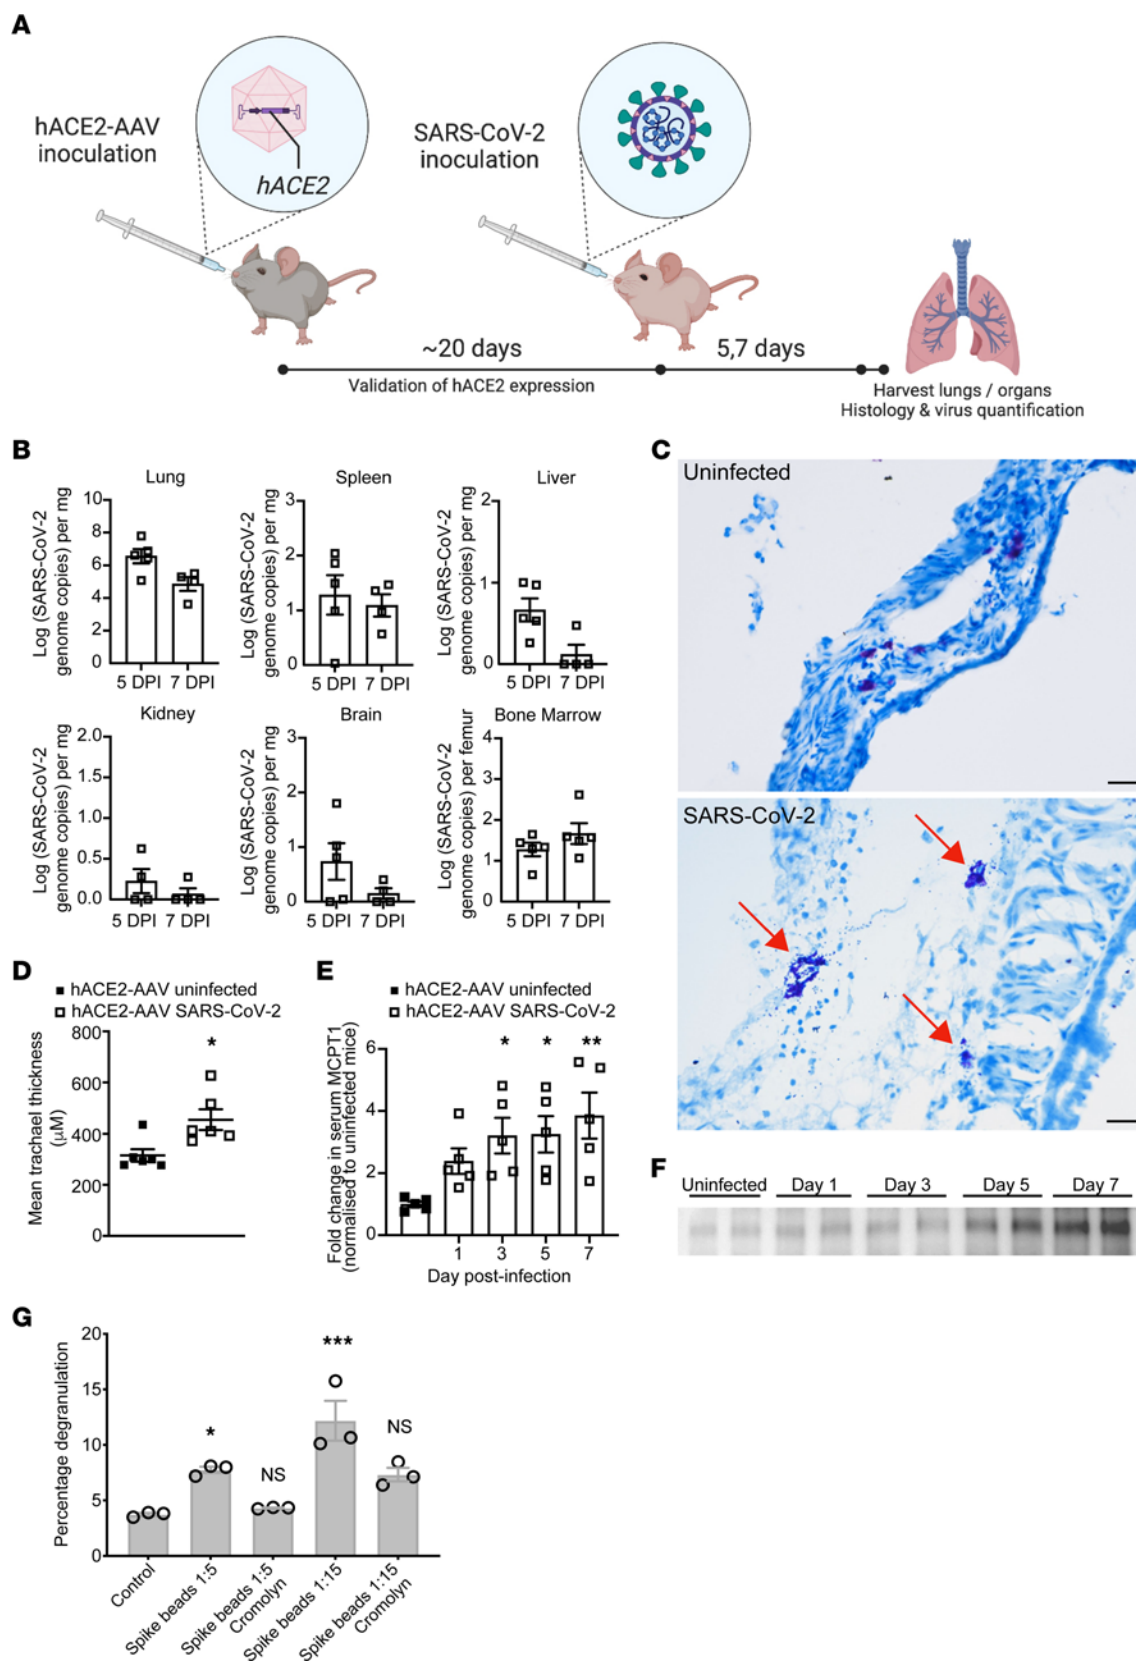 A
hACE2-AAV
inoculation
hACE2
SARS-CoV-2
inoculation
~20 days
5,7 days
Validation of hACE2 expression
Harvest lungs / organs
Histology & virus quantification
B
Lung
Log (SARS-CoV-2
genome copies) per mg
10
8
6
4
2
0
5 DPI
7 DPI
Spleen
Log (SARS-CoV-2
genome copies) per mg
3
2
1
0
5 DPI
7 DPI
Liver
Log (SARS-CoV-2
genome copies) per mg
2
1
0
5 DPI
7 DPI
Kidney
Log (SARS-CoV-2
genome copies) per mg
2.0
1.5
1.0
0.5
0.0
5 DPI
7 DPI
Brain
Log (SARS-CoV-2
genome copies) per mg
3
2
1
0
5 DPI
7 DPI
Bone Marrow
Log (SARS-CoV-2
genome copies) per femur
4
3
2
1
0
5 DPI
7 DPI
C
Uninfected
SARS-CoV-2
D
■ hACE2-AAV uninfected
□ hACE2-AAV SARS-CoV-2
Mean trachael thickness
(μM)
800
600
400
200
0
*
E
■ hACE2-AAV uninfected
□ hACE2-AAV SARS-CoV-2
Fold change in serum MCPT1
(normalised to uninfected mice)
6
4
2
0
* * **
1 3 5 7
Day post-infection
F
Uninfected Day 1 Day 3 Day 5 Day 7
G
Percentage degranulation
20
15
10
5
0
*
NS
***
NS
Control
Spike beads 1:5
Spike beads 1:5
Cromolyn
Spike beads 1:15
Spike beads 1:15
Cromolyn